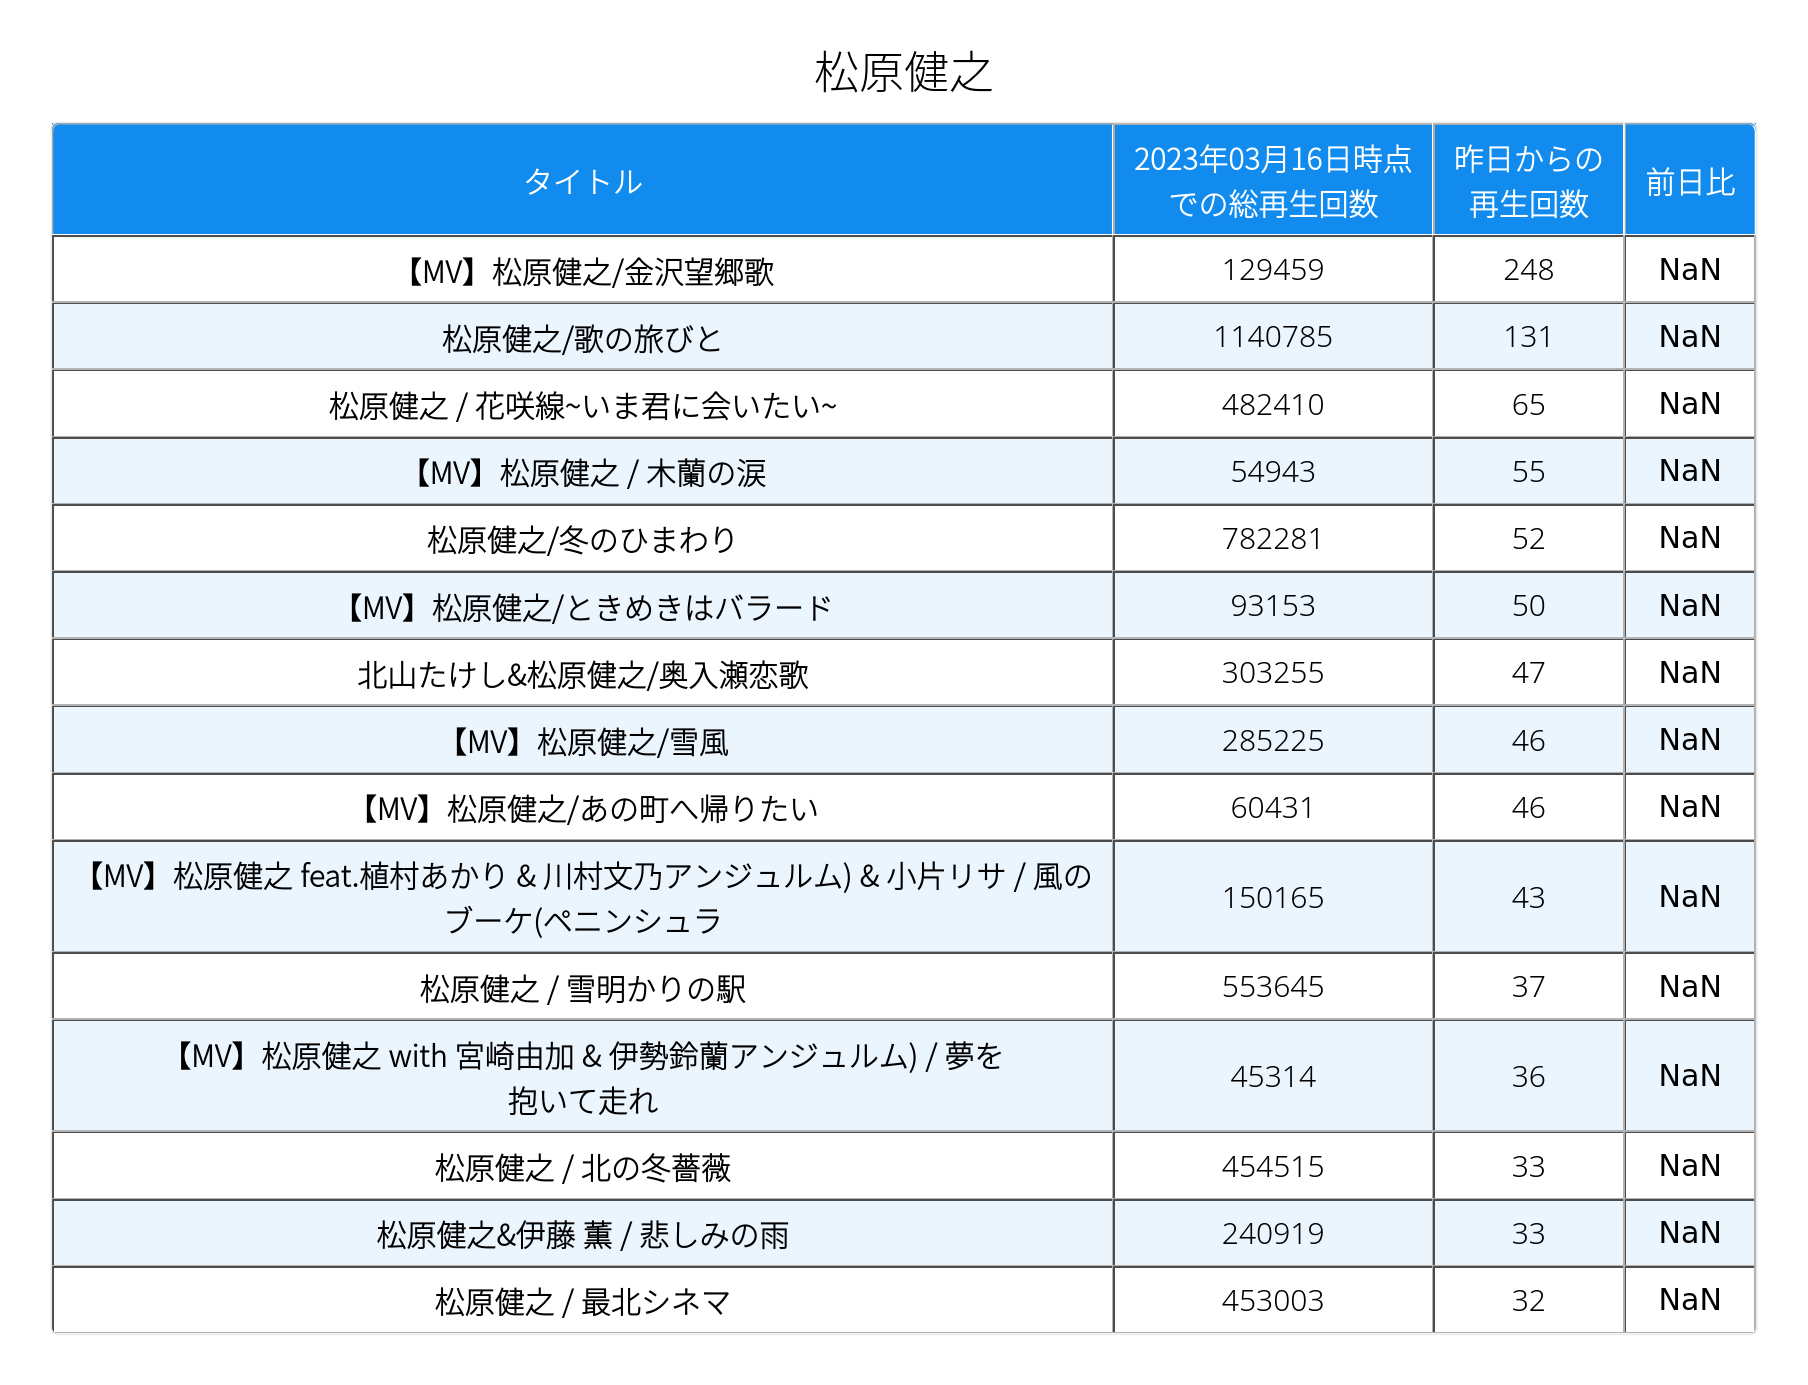 松原健之
タイトル
2023年03月16日時点
での総再生回数
昨日からの
再生回数
前日比
【MV】松原健之/金沢望郷歌 129459 248 NaN
松原健之/歌の旅びと 1140785 131 NaN
松原健之 / 花咲線~いま君に会いたい~ 482410 65 NaN
【MV】松原健之 / 木蘭の涙 54943 55 NaN
松原健之/冬のひまわり 782281 52 NaN
【MV】松原健之/ときめきはバラード 93153 50 NaN
北山たけし&松原健之/奥入瀬恋歌 303255 47 NaN
【MV】松原健之/雪風 285225 46 NaN
【MV】松原健之/あの町へ帰りたい 60431 46 NaN
【MV】松原健之 feat.植村あかり & 川村文乃アンジュルム) & 小片リサ / 風の
ブーケ(ペニンシュラ
150165 43 NaN
松原健之 / 雪明かりの駅 553645 37 NaN
【MV】松原健之 with 宮崎由加 & 伊勢鈴蘭アンジュルム) / 夢を
抱いて走れ
45314 36 NaN
松原健之 / 北の冬薔薇 454515 33 NaN
松原健之&伊藤 薫 / 悲しみの雨 240919 33 NaN
松原健之 / 最北シネマ 453003 32 NaN